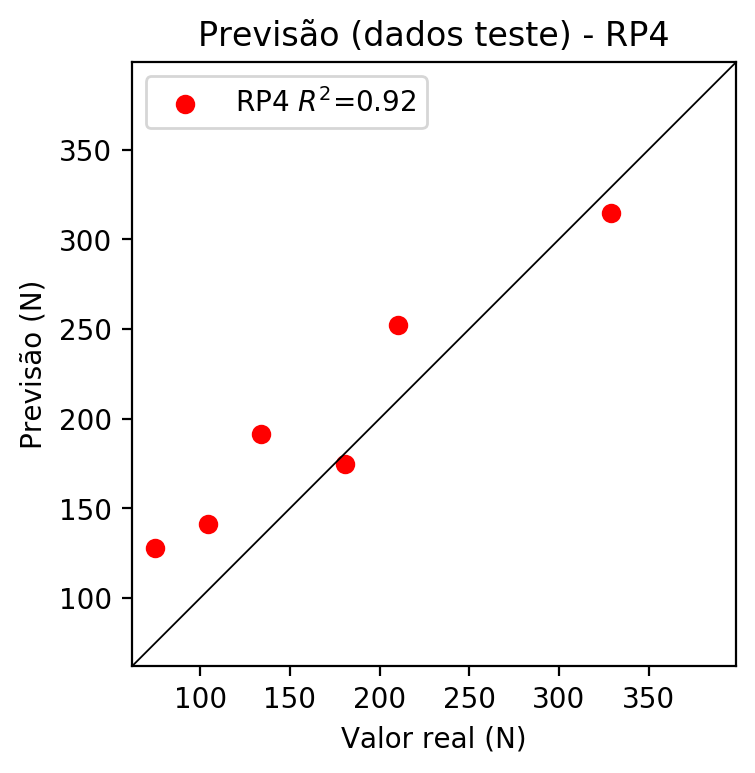 Previsão (dados teste) - RP4
RP4 R²=0.92
350
300
250
200
150
100
Previsão (N)
100 150 200 250 300 350
Valor real (N)